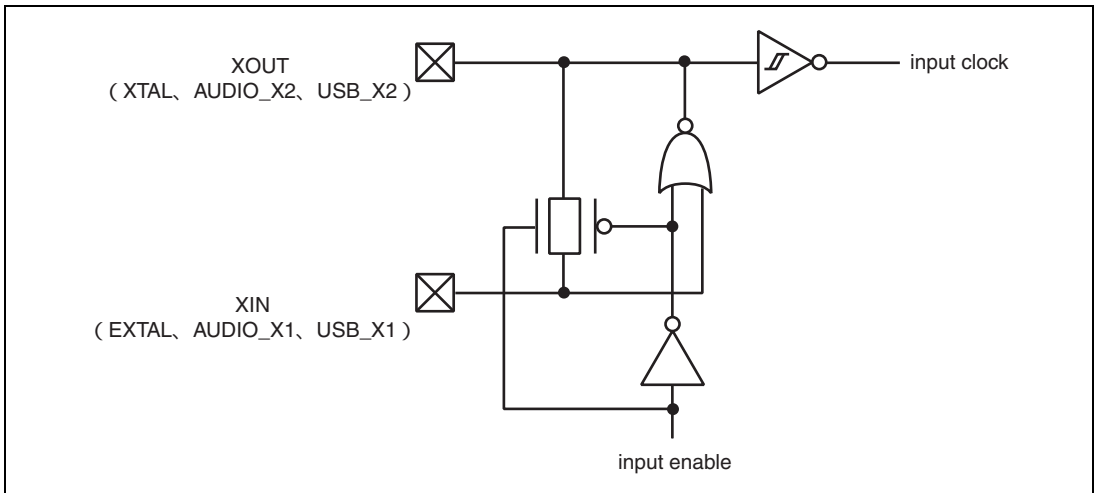 XOUT
（XTAL、AUDIO_X2、USB_X2）
input clock
XIN
（EXTAL、AUDIO_X1、USB_X1）
input enable